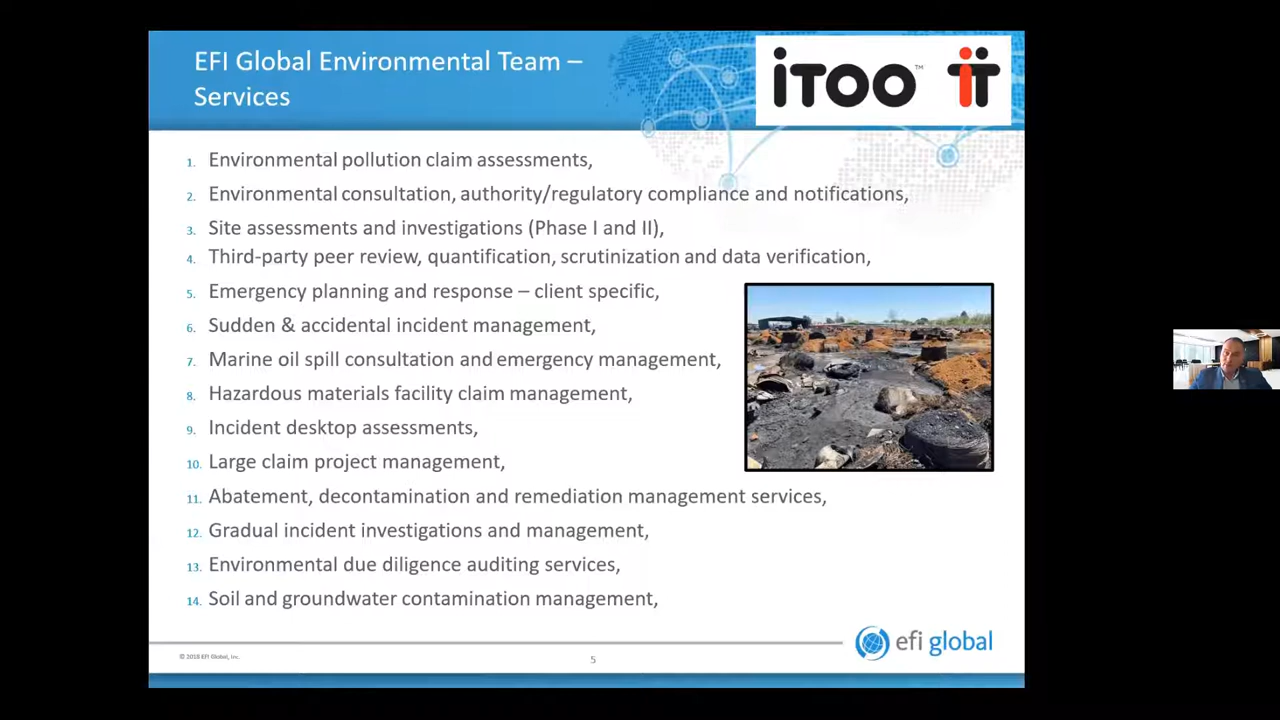 EFI Global Environmental Team –
Services
iTOO™ iT
1. Environmental pollution claim assessments,
2. Environmental consultation, authority/regulatory compliance and notifications,
3. Site assessments and investigations (Phase I and II),
4. Third-party peer review, quantification, scrutinization and data verification,
5. Emergency planning and response – client specific,
6. Sudden & accidental incident management,
7. Marine oil spill consultation and emergency management,
8. Hazardous materials facility claim management,
9. Incident desktop assessments,
10. Large claim project management,
11. Abatement, decontamination and remediation management services,
12. Gradual incident investigations and management,
13. Environmental due diligence auditing services,
14. Soil and groundwater contamination management,
efi global
© 2018 EFI Global, Inc.
5